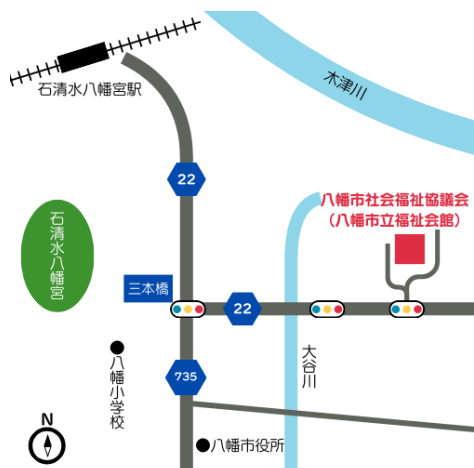 石清水八幡宮駅
木津川
22
八幡市社会福祉協議会
(八幡市立福祉会館)
石清水八幡宮
三本橋
22
大谷川
八幡小学校
735
N
八幡市役所